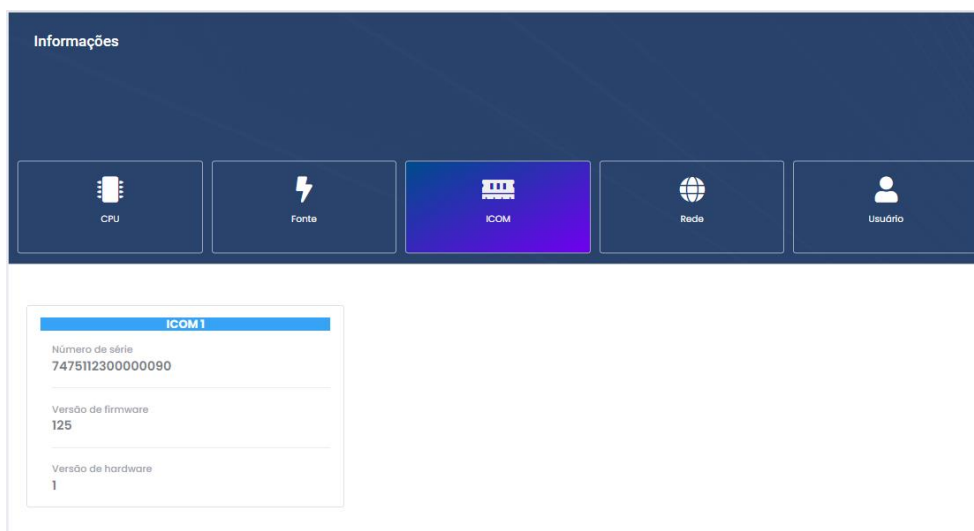 Informações
CPU
Fonte
ICOM
Rede
Usuário
ICOM 1
Número de série
7475112300000090
Versão de firmware
125
Versão de hardware
1